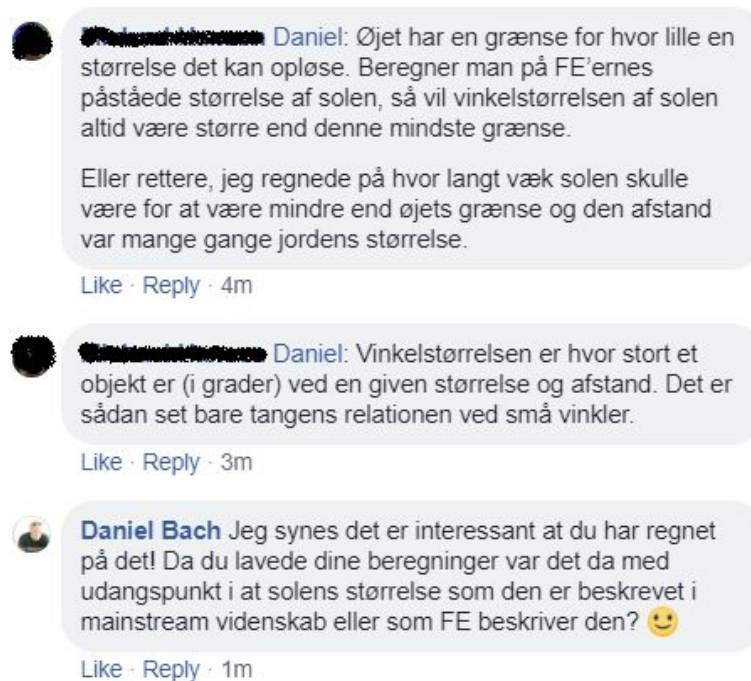 Daniel: Øjet har en grænse for hvor lille en
størrelse det kan opløse. Beregner man på FE'ernes
påståede størrelse af solen, så vil vinkelstørrelsen af solen
altid være større end denne mindste grænse.
Eller rettere, jeg regnede på hvor langt væk solen skulle
være for at være mindre end øjets grænse og den afstand
var mange gange jordens størrelse.
Like · Reply · 4m
Daniel: Vinkelstørrelsen er hvor stort et
objekt er (i grader) ved en given størrelse og afstand. Det er
sådan set bare tangens relationen ved små vinkler.
Like · Reply · 3m
Daniel Bach Jeg synes det er interessant at du har regnet
på det! Da du lavede dine beregninger var det da med
udangspunkt i at solens størrelse som den er beskrevet i
mainstream videnskab eller som FE beskriver den? 🙂
Like · Reply · 1m